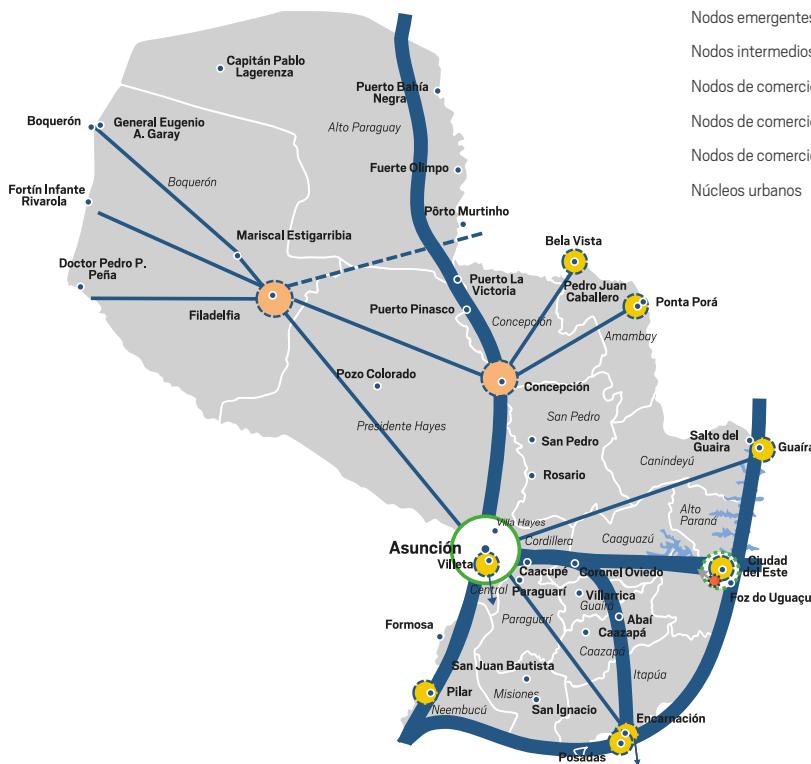 Nodos emergentes
Nodos intermedios
Nodos de comercio
Nodos de comercio
Nodos de comercio
Núcleos urbanos
Capitán Pablo
Lagerenza
Puerto Bahía
Negra
Boquerón
General Eugenio
A. Garay
Alto Paraguay
Fuerte Olimpo
Boquerón
Fortín Infante
Rivarola
Pôrto Murtinho
Mariscal Estigarribia
Bela Vista
Doctor Pedro P.
Peña
Puerto La
Victoria
Pedro Juan
Caballero
Ponta Porá
Filadelfia
Puerto Pinasco
Concepción
Amambay
Pozo Colorado
Concepción
Presidente Hayes
San Pedro
San Pedro
Salto del
Guaira
Guaíra
Canindeyú
Rosario
Alto
Paraná
Villa Hayes
Cordillera
Caaguazú
Asunción
Villeta
Caacupé
Coronel Oviedo
Ciudad
del Este
Central
Paraguarí
Villarrica
Foz do Uguaçu
Guaíra
Formosa
Paraguarí
Abaí
Caazapá
Caazapá
San Juan Bautista
Itapúa
Pilar
Misiones
Neembucú
San Ignacio
Encarnación
Posadas